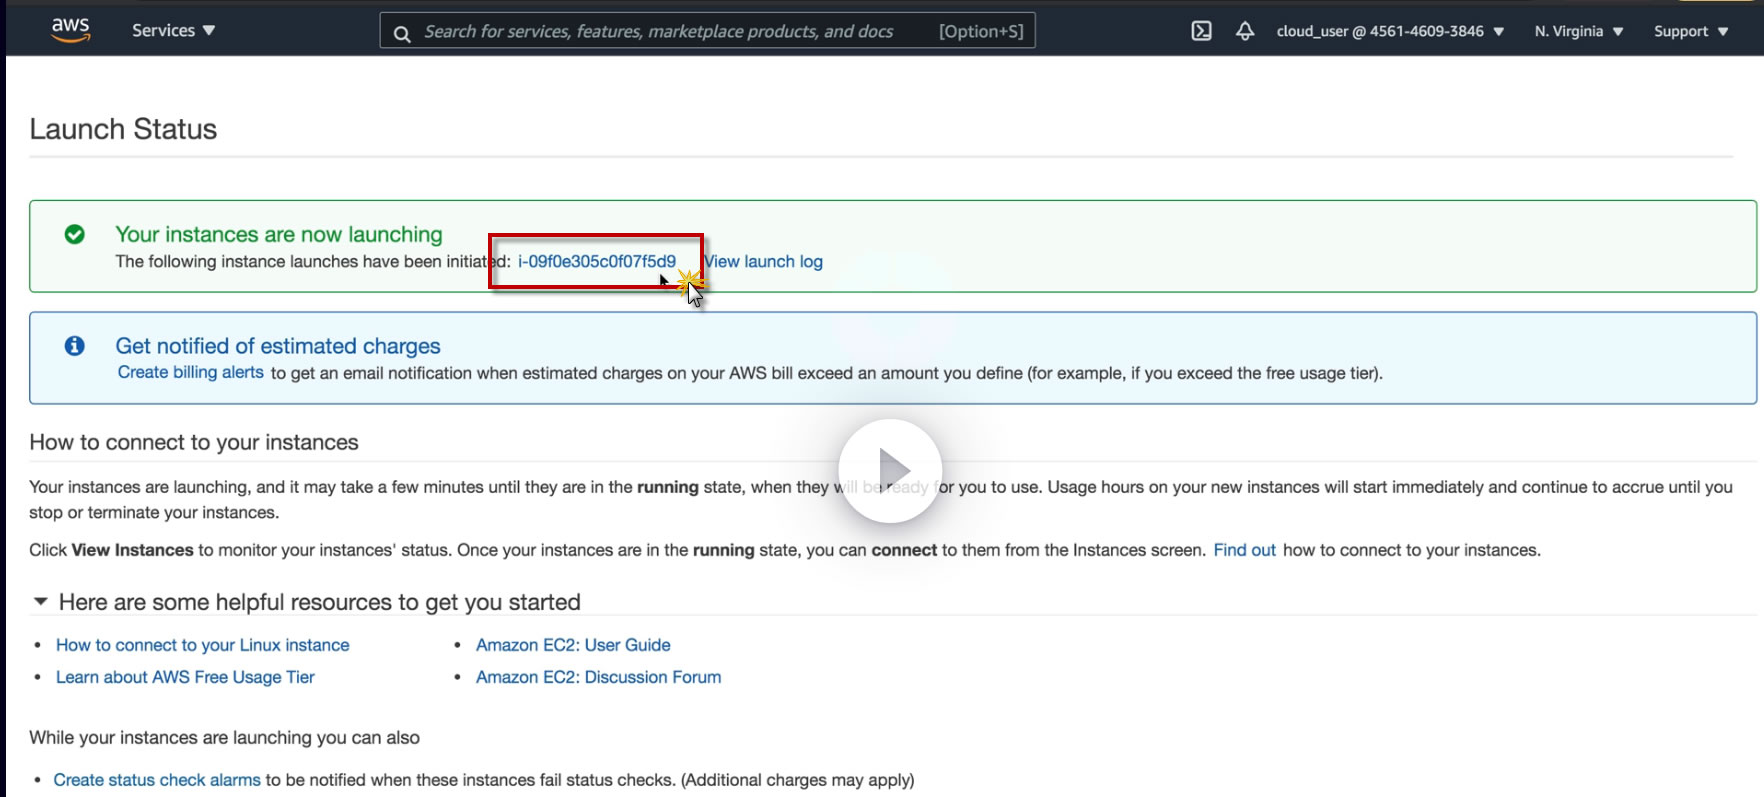 aws Services Search for services, features, marketplace products, and docs [Option+S] cloud_user @ 4561-4609-3846 N. Virginia Support
Launch Status
Your instances are now launching
The following instance launches have been initiated: i-09f0e305c0f07f5d9 View launch log
Get notified of estimated charges
Create billing alerts to get an email notification when estimated charges on your AWS bill exceed an amount you define (for example, if you exceed the free usage tier).
How to connect to your instances
Your instances are launching, and it may take a few minutes until they are in the running state, when they will be ready for you to use. Usage hours on your new instances will start immediately and continue to accrue until you
stop or terminate your instances.
Click View Instances to monitor your instances' status. Once your instances are in the running state, you can connect to them from the Instances screen. Find out how to connect to your instances.
Here are some helpful resources to get you started
• How to connect to your Linux instance
• Learn about AWS Free Usage Tier
• Amazon EC2: User Guide
• Amazon EC2: Discussion Forum
While your instances are launching you can also
• Create status check alarms to be notified when these instances fail status checks. (Additional charges may apply)